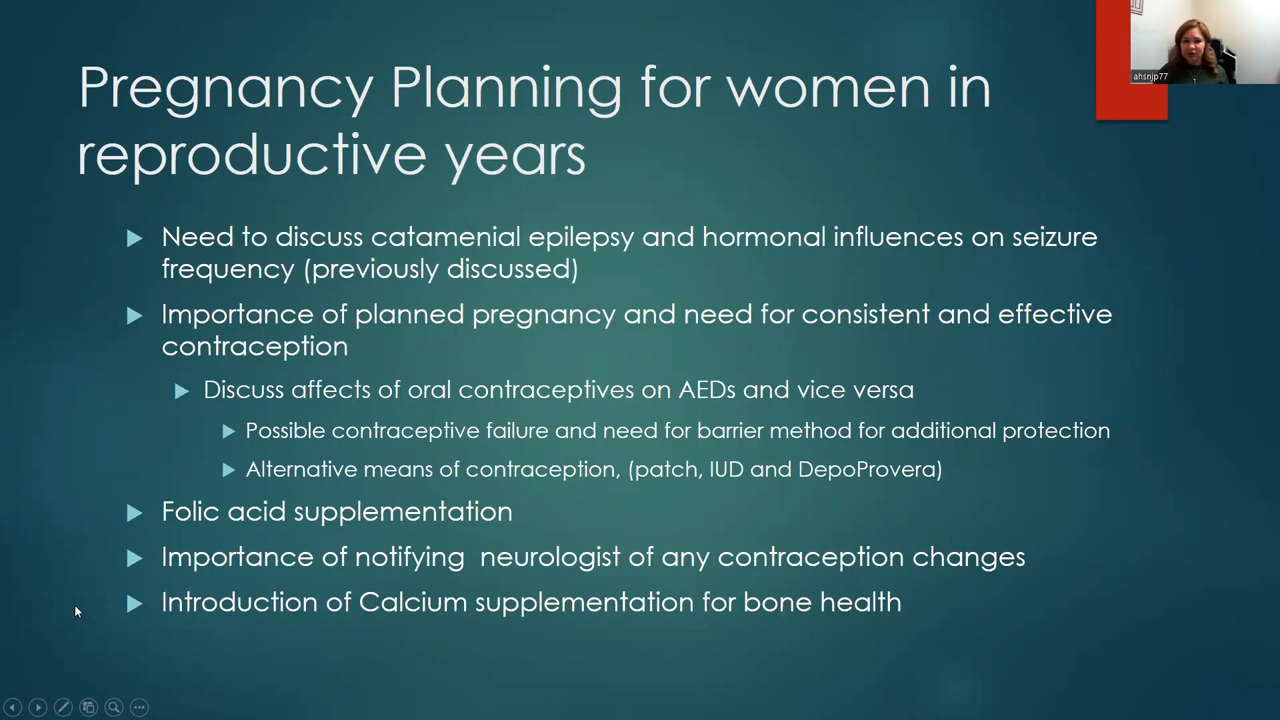 Pregnancy Planning for women in
reproductive years
Need to discuss catamenial epilepsy and hormonal influences on seizure
frequency (previously discussed)
Importance of planned pregnancy and need for consistent and effective
contraception
Discuss affects of oral contraceptives on AEDs and vice versa
Possible contraceptive failure and need for barrier method for additional protection
Alternative means of contraception, (patch, IUD and DepoProvera)
Folic acid supplementation
Importance of notifying  neurologist of any contraception changes
Introduction of Calcium supplementation for bone health
ahsnjp77